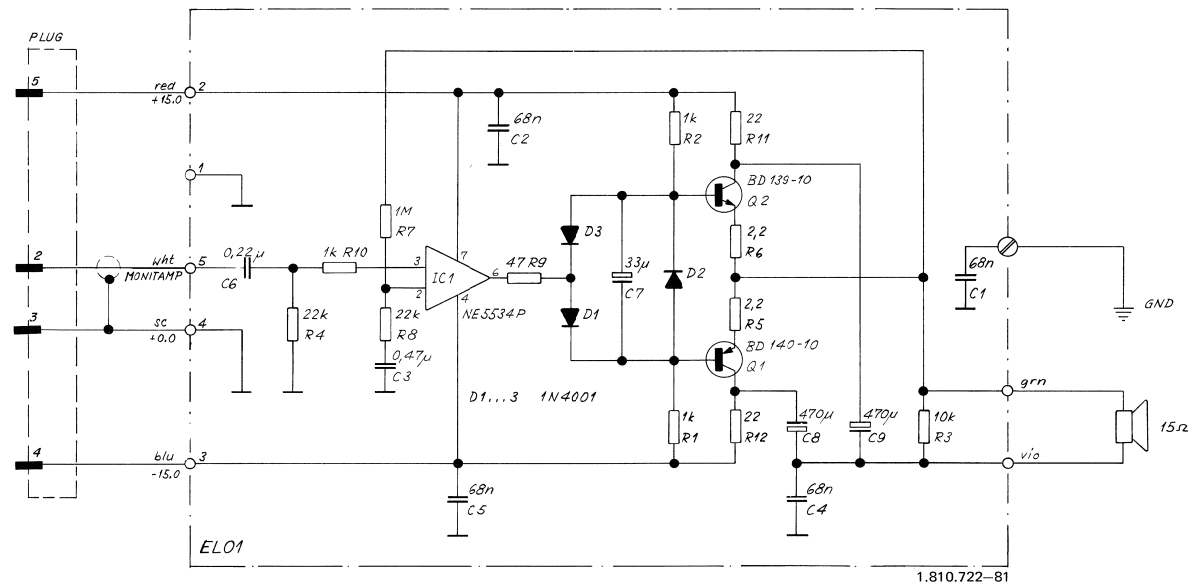 PLUG
5
red
+15.0
2
68n
C2
1k
R2
22
R11
1
BD 139-10
Q2
1M
R7
D3
2,2
R6
2
wht
MONITAMP
5
0,22µ
C6
1k R10
3
2
IC1
7
6
4
47 R9
33µ
C7
D2
68n
C1
NE5534P
22k
R4
22k
R8
D1
2,2
R5
GND
3
sc
±0.0
4
0,47µ
C3
BD 140-10
Q1
D1...3 1N4001
grn
1k
R1
22
R12
470µ
C8
470µ
C9
10k
R3
15Ω
4
blu
-15.0
3
vio
68n
C5
68n
C4
EL01
1.810.722-81